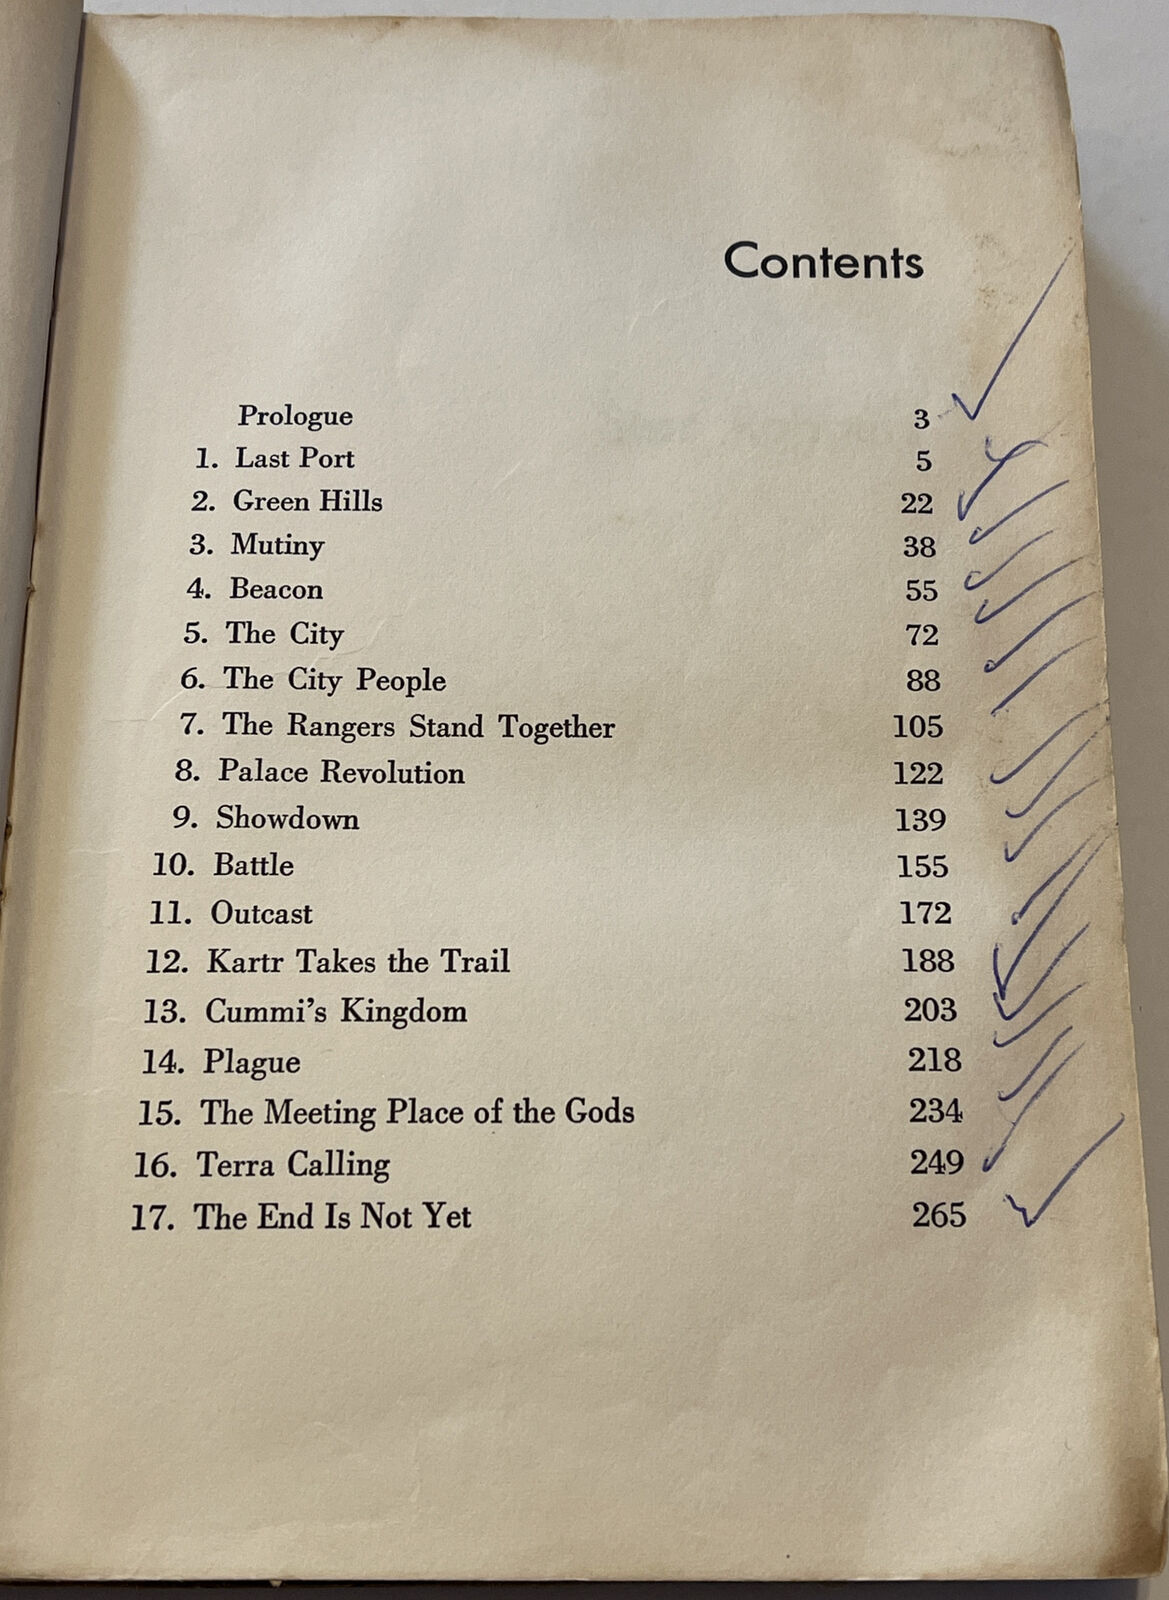 Contents
Prologue 3
1. Last Port 5
2. Green Hills 22
3. Mutiny 38
4. Beacon 55
5. The City 72
6. The City People 88
7. The Rangers Stand Together 105
8. Palace Revolution 122
9. Showdown 139
10. Battle 155
11. Outcast 172
12. Kartr Takes the Trail 188
13. Cummi's Kingdom 203
14. Plague 218
15. The Meeting Place of the Gods 234
16. Terra Calling 249
17. The End Is Not Yet 265